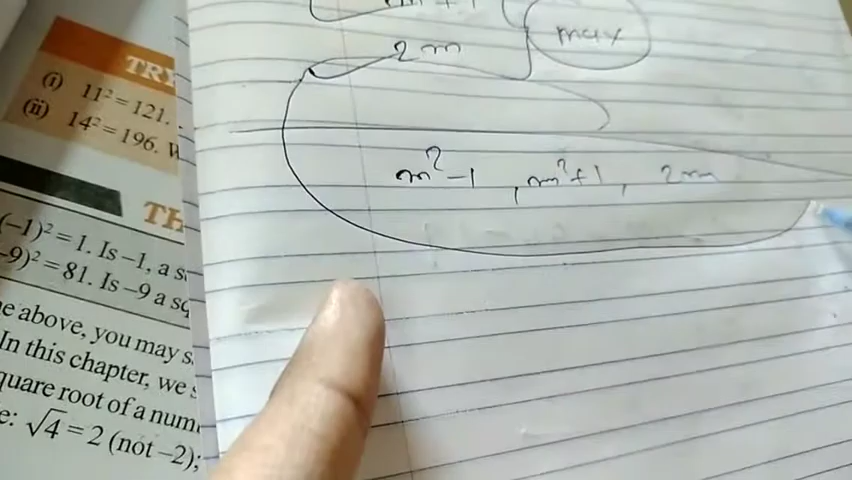 m + 1
max
2m
m² - 1 , m² + 1 , 2m
TRY
(i) 11² = 121.
(ii) 14² = 196. W
TH
(-1)² = 1. Is -1, a s
-9)² = 81. Is -9 a sq
e above, you may s
In this chapter, we s
quare root of a num
e: √4 = 2 (not -2);